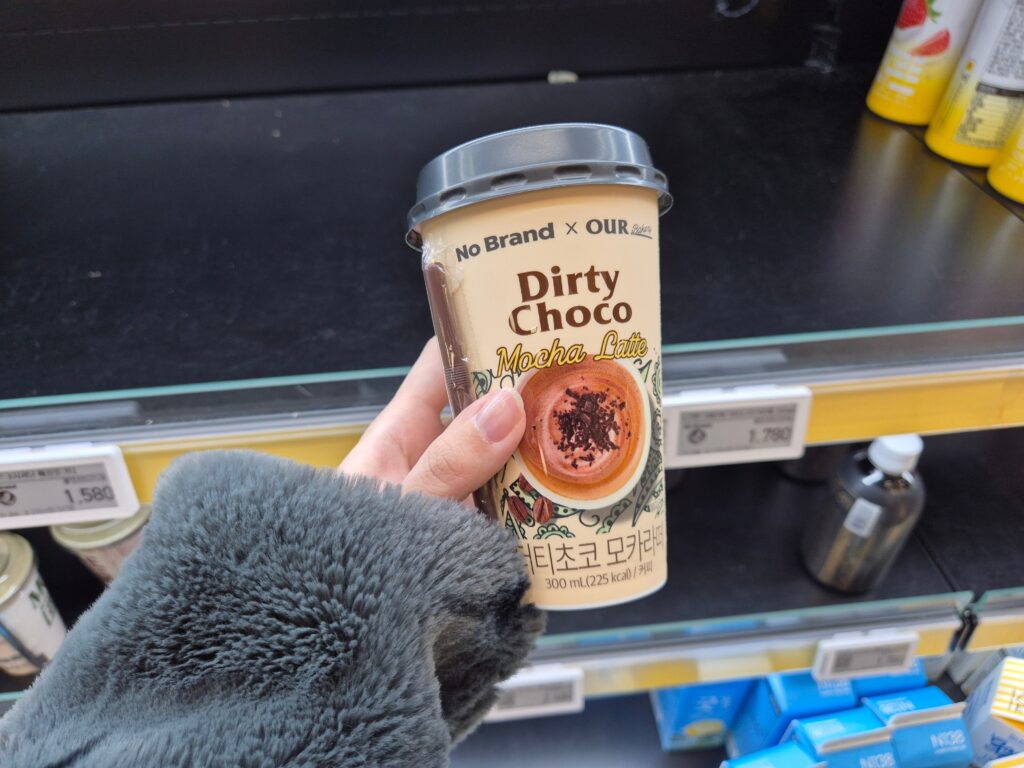 No Brand × OUR Bakery
Dirty
Choco
Mocha Latte
더티초코 모카라떼
300 mL(225 kcal) / 커피
1,780
1,580